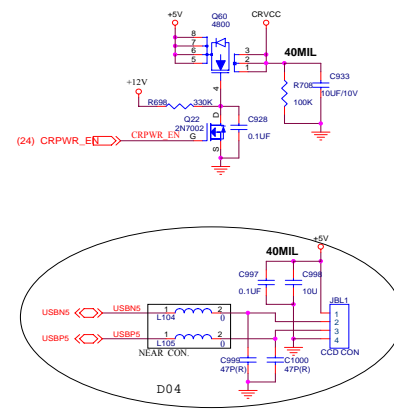 +5V
Q60
4800
CRVCC
8
7
6
5
3
2
1
4
40MIL
R708
100K
C933
10UF/10V
+12V
R698
330K
Q22
2N7002
D
G
S
C928
0.1UF
(24) CRPWR_EN
CRPWR_EN
+5V
40MIL
C997
0.1UF
C998
10U
JBL1
1
2
3
4
CCD CON
USBN5
USBN5
1
2
L104
0
USBP5
USBP5
1
2
L105
0
NEAR CON.
C999
47P(R)
C1000
47P(R)
D04